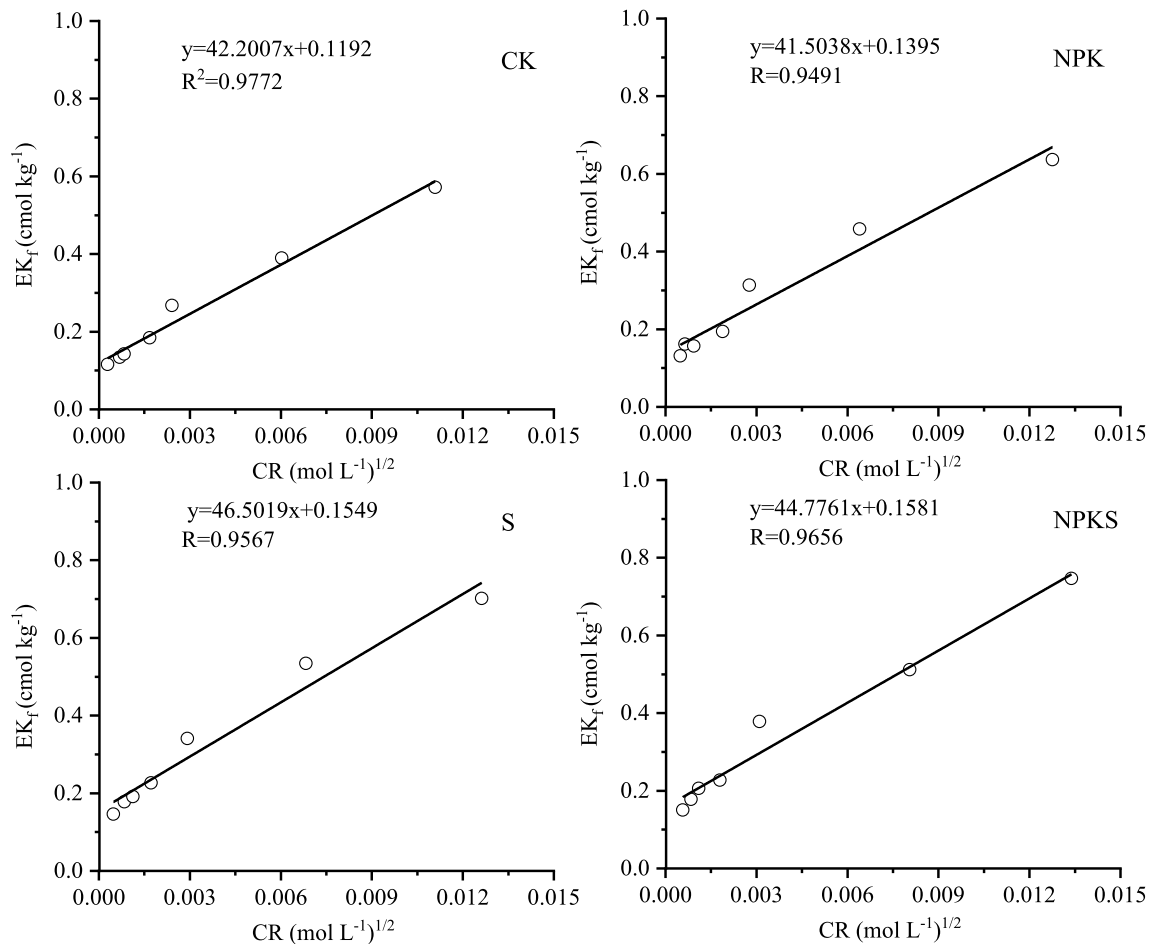 1.0
0.8
0.6
0.4
0.2
0.0
EK_f (cmol kg^-1)
y=42.2007x+0.1192
R^2=0.9772
CK
0.000 0.003 0.006 0.009 0.012 0.015
CR (mol L^-1)^1/2
1.0
0.8
0.6
0.4
0.2
0.0
EK_f (cmol kg^-1)
y=41.5038x+0.1395
R=0.9491
NPK
0.000 0.003 0.006 0.009 0.012 0.015
CR (mol L^-1)^1/2
1.0
0.8
0.6
0.4
0.2
0.0
EK_f (cmol kg^-1)
y=46.5019x+0.1549
R=0.9567
S
0.000 0.003 0.006 0.009 0.012 0.015
CR (mol L^-1)^1/2
1.0
0.8
0.6
0.4
0.2
0.0
EK_f (cmol kg^-1)
y=44.7761x+0.1581
R=0.9656
NPKS
0.000 0.003 0.006 0.009 0.012 0.015
CR (mol L^-1)^1/2